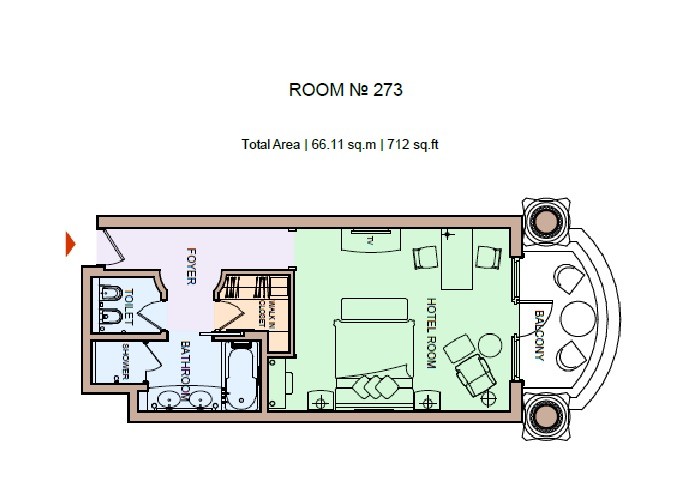 ROOM № 273
Total Area | 66.11 sq.m | 712 sq.ft
TV
FOYER
TOILET
WALK IN
CLOSET
HOTEL ROOM
BALCONY
SHOWER
BATHROOM